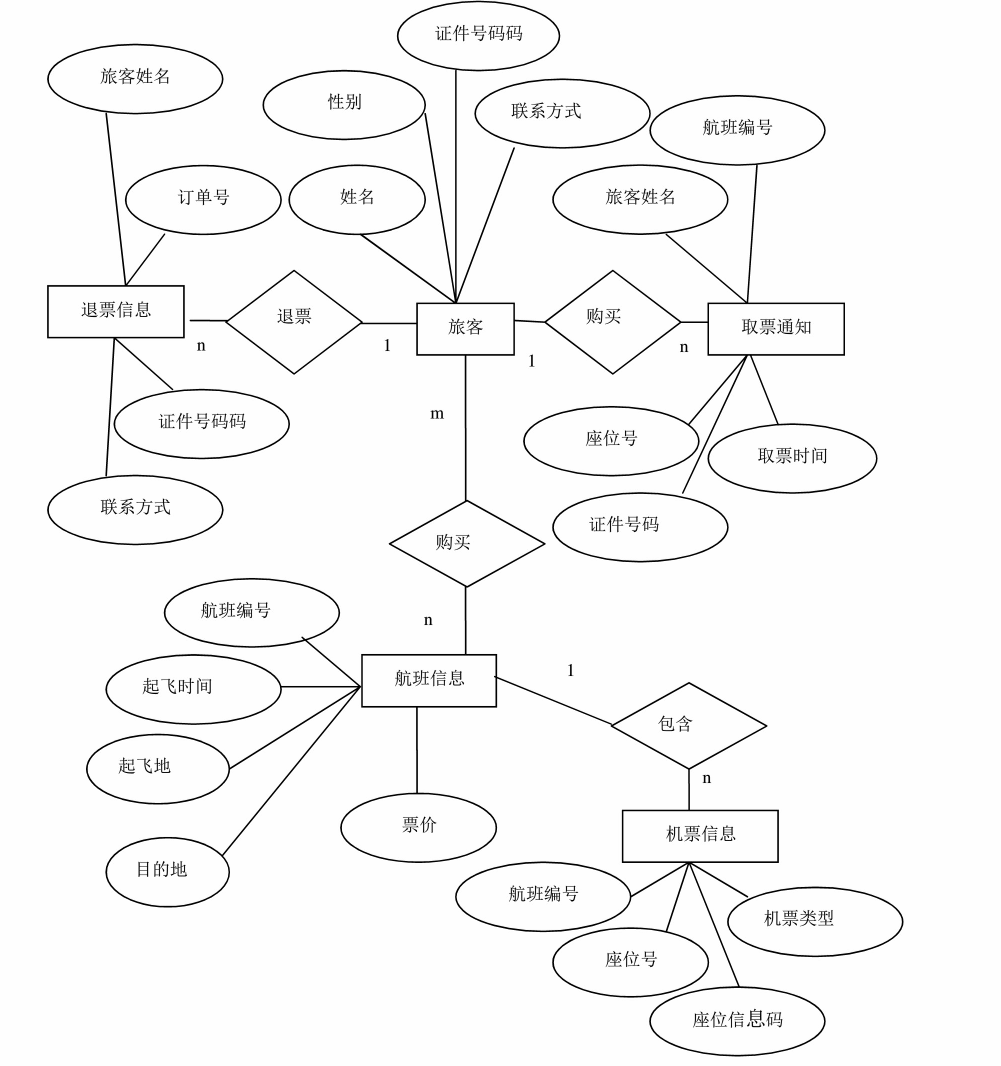 证件号码码
旅客姓名
性别
联系方式
航班编号
订单号
姓名
旅客姓名
退票信息
退票
旅客
购买
取票通知
n
1
1
n
m
证件号码码
座位号
取票时间
联系方式
证件号码
购买
航班编号
n
起飞时间
航班信息
1
起飞地
包含
n
票价
机票信息
目的地
航班编号
机票类型
座位号
座位信息码